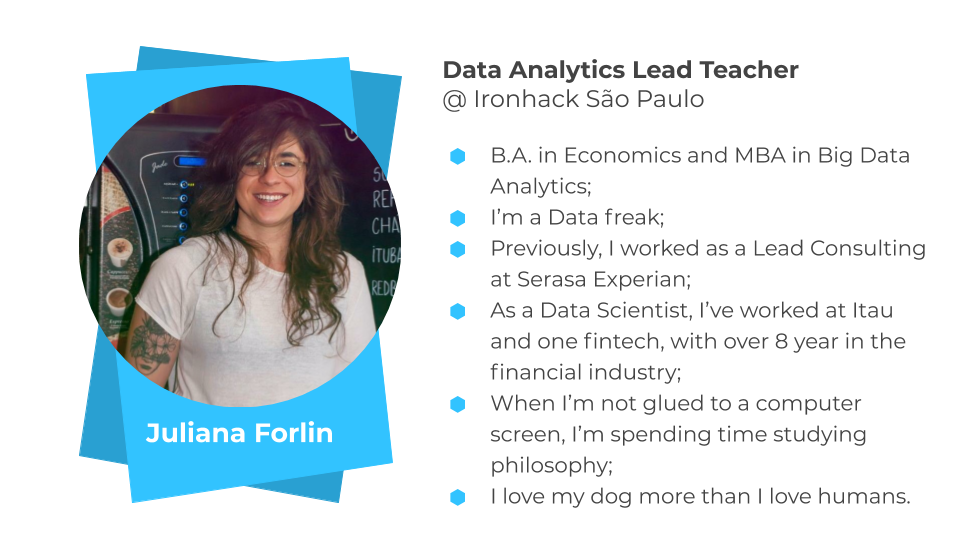 Data Analytics Lead Teacher
@ Ironhack São Paulo
B.A. in Economics and MBA in Big Data
Analytics;
I’m a Data freak;
Previously, I worked as a Lead Consulting
at Serasa Experian;
As a Data Scientist, I’ve worked at Itau
and one fintech, with over 8 year in the
financial industry;
When I’m not glued to a computer
screen, I’m spending time studying
philosophy;
I love my dog more than I love humans.
Juliana Forlin